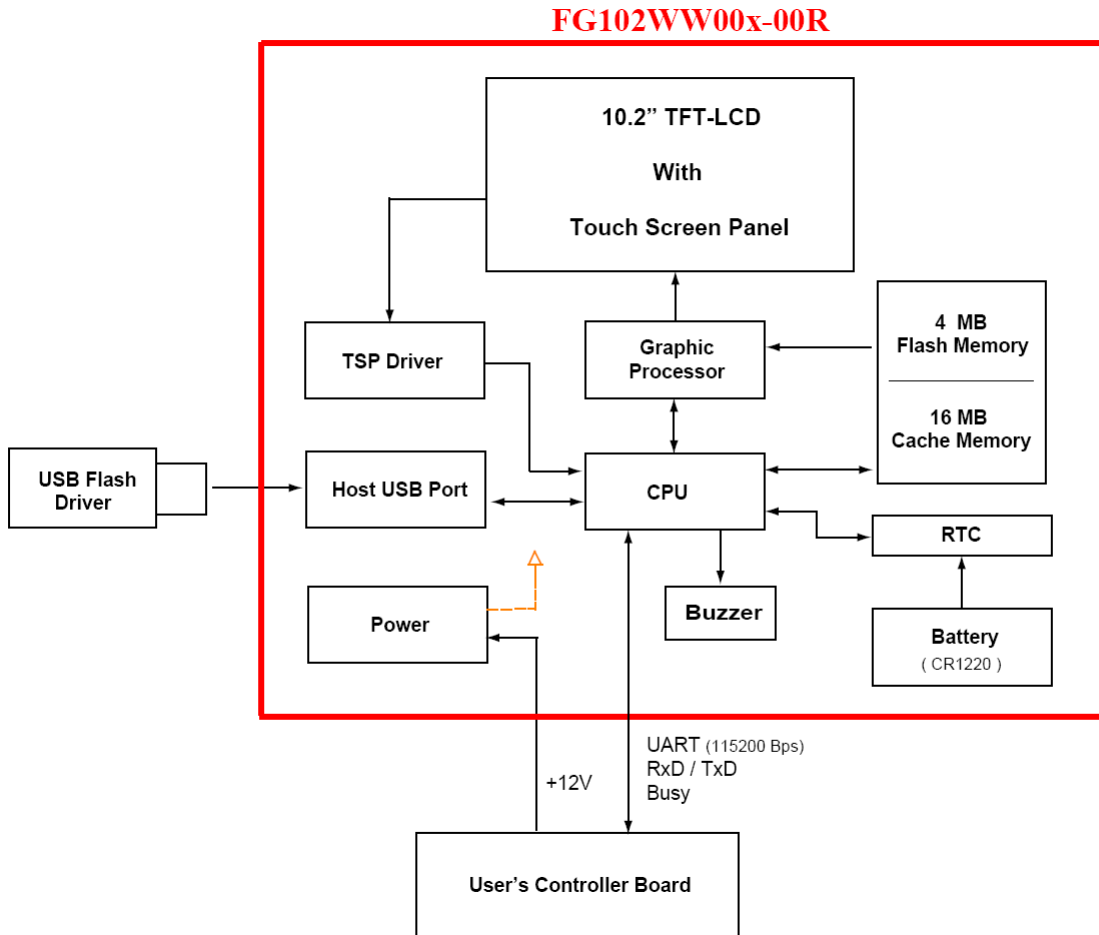 FG102WW00x-00R
10.2” TFT-LCD
With
Touch Screen Panel
4 MB
Flash Memory
16 MB
Cache Memory
TSP Driver
Graphic
Processor
USB Flash
Driver
Host USB Port
CPU
RTC
Power
Buzzer
Battery
( CR1220 )
+12V
UART (115200 Bps)
RxD / TxD
Busy
User’s Controller Board